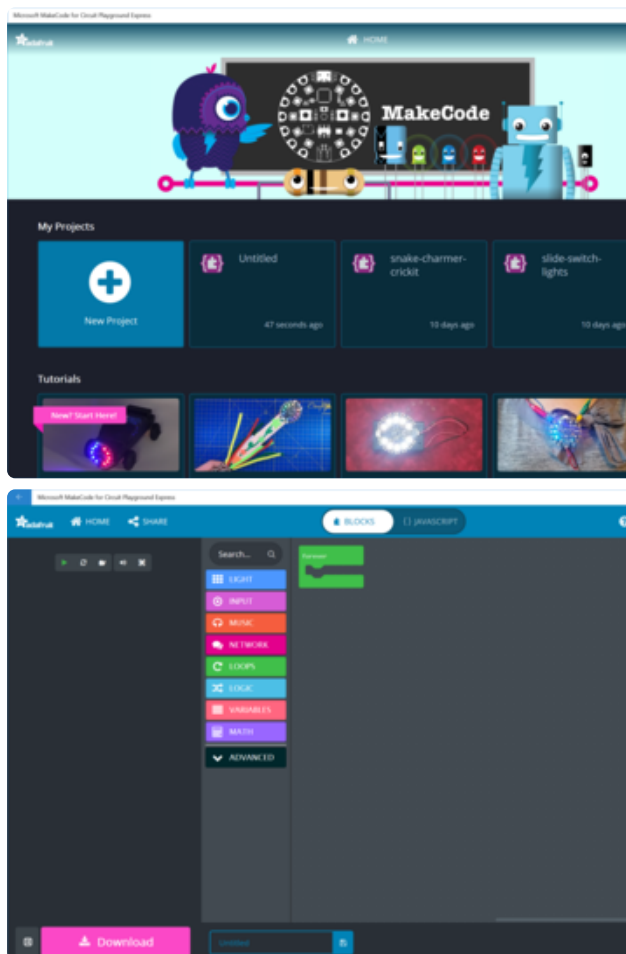 Microsoft MakeCode for Circuit Playground Express
adafruit
HOME
MakeCode
My Projects
New Project
Untitled
47 seconds ago
snake-charmer-
crickit
10 days ago
slide-switch-
lights
10 days ago
Tutorials
New? Start Here!
Microsoft MakeCode for Circuit Playground Express
adafruit
HOME
SHARE
BLOCKS
{} JAVASCRIPT
Search...
LIGHT
INPUT
MUSIC
NETWORK
LOOPS
LOGIC
VARIABLES
MATH
ADVANCED
forever
Download
Untitled